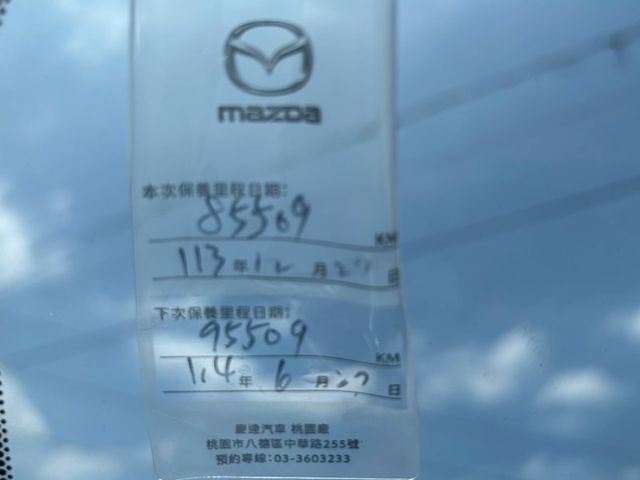 mazda
本次保養里程日期:
85509 KM
113年12月27日
下次保養里程日期:
95509 KM
114年6月27日
慶達汽車 桃園廠
桃園市八德區中華路255號
預約專線:03-3603233